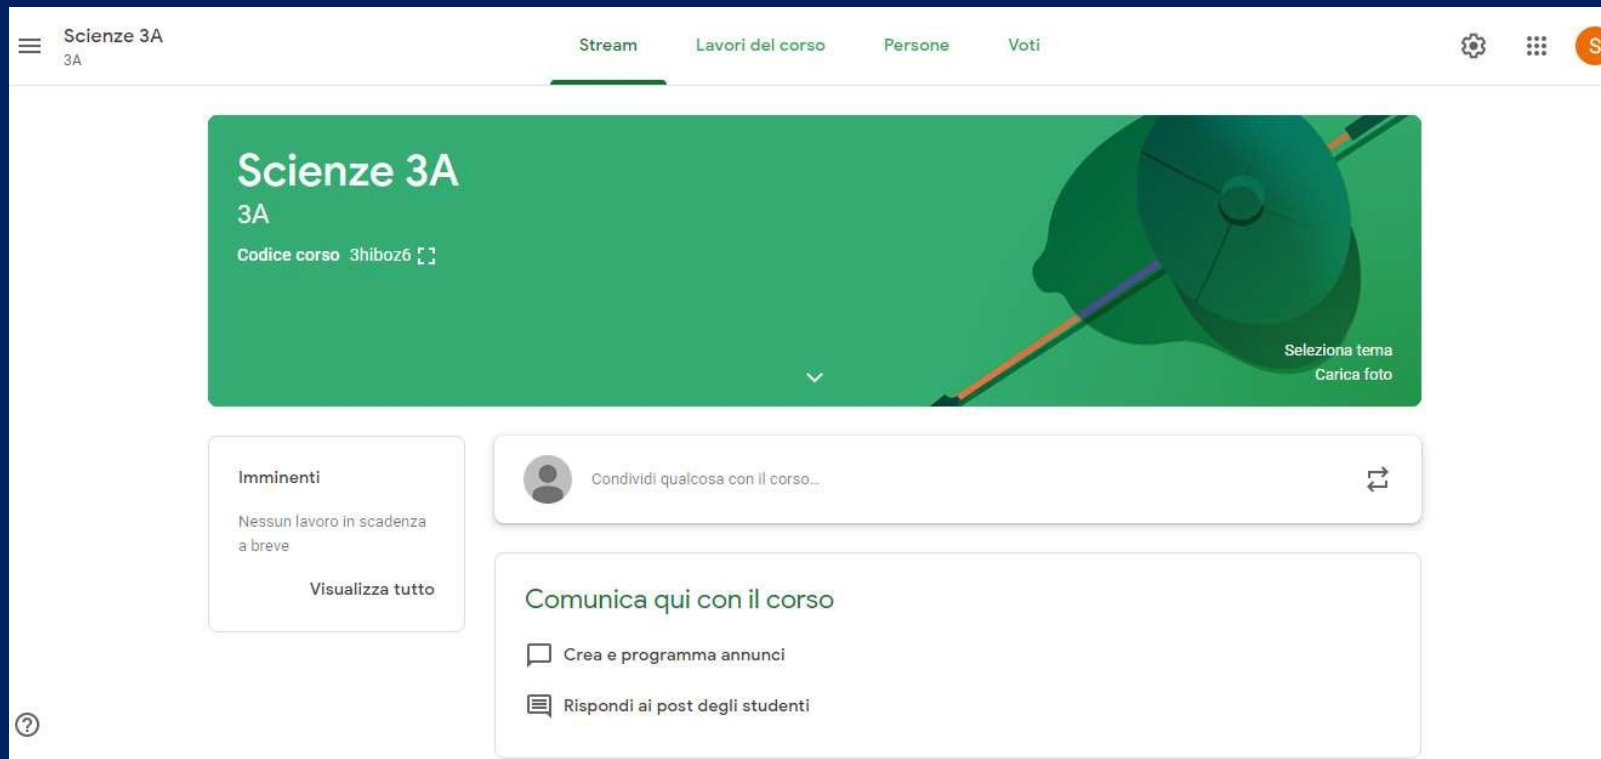 Scienze 3A
3A
Stream
Lavori del corso
Persone
Voti
S
Scienze 3A
3A
Codice corso 3hiboz6
Seleziona tema
Carica foto
Imminenti
Nessun lavoro in scadenza
a breve
Visualizza tutto
Condividi qualcosa con il corso...
Comunica qui con il corso
Crea e programma annunci
Rispondi ai post degli studenti